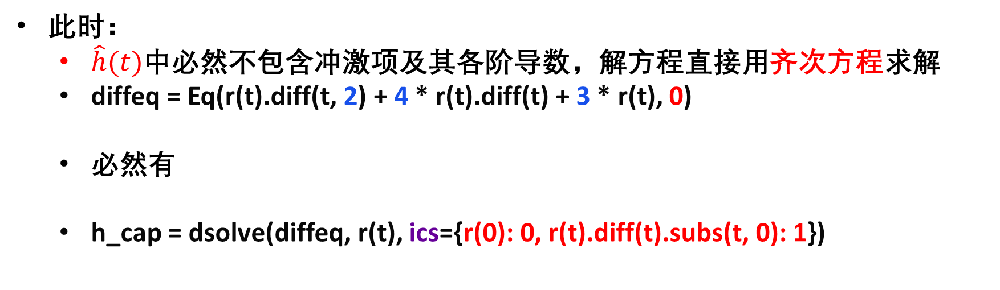 • 此时：
• ĥ(t)中必然不包含冲激项及其各阶导数，解方程直接用齐次方程求解
• diffeq = Eq(r(t).diff(t, 2) + 4 * r(t).diff(t) + 3 * r(t), 0)
• 必然有
• h_cap = dsolve(diffeq, r(t), ics={r(0): 0, r(t).diff(t).subs(t, 0): 1})